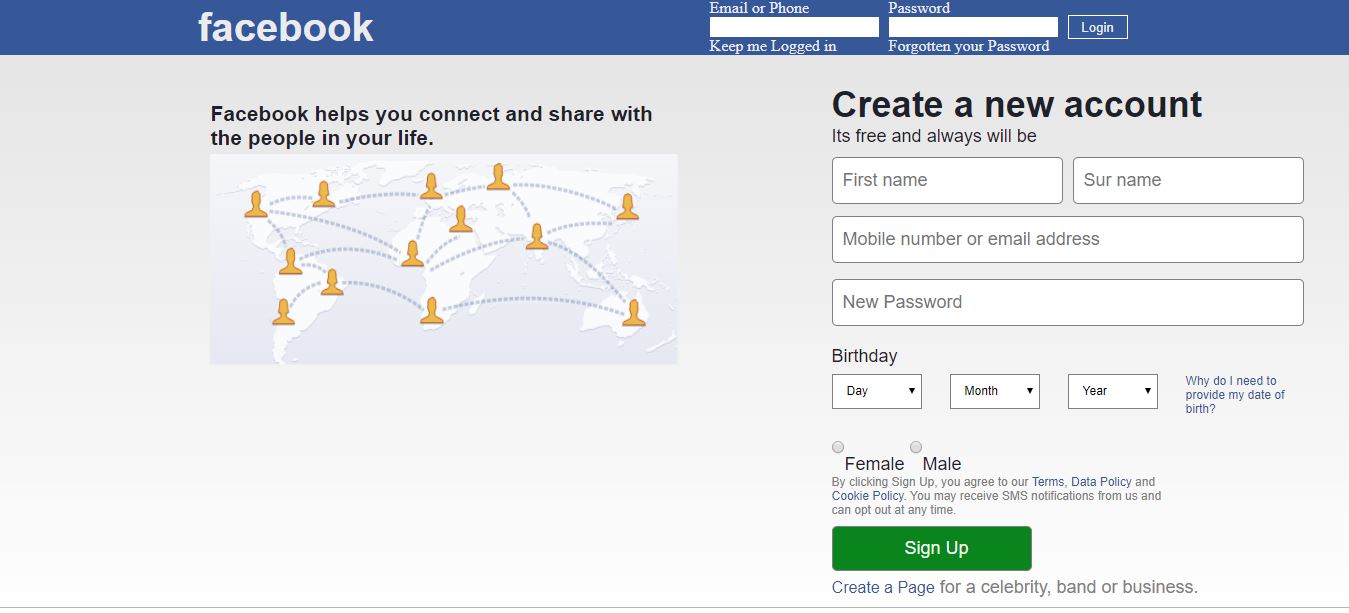 facebook
Email or Phone
Password
Login
Keep me Logged in
Forgotten your Password
Facebook helps you connect and share with
the people in your life.
Create a new account
Its free and always will be
First name
Sur name
Mobile number or email address
New Password
Birthday
Day
Month
Year
Why do I need to
provide my date of
birth?
Female
Male
By clicking Sign Up, you agree to our Terms, Data Policy and
Cookie Policy. You may receive SMS notifications from us and
can opt out at any time.
Sign Up
Create a Page for a celebrity, band or business.